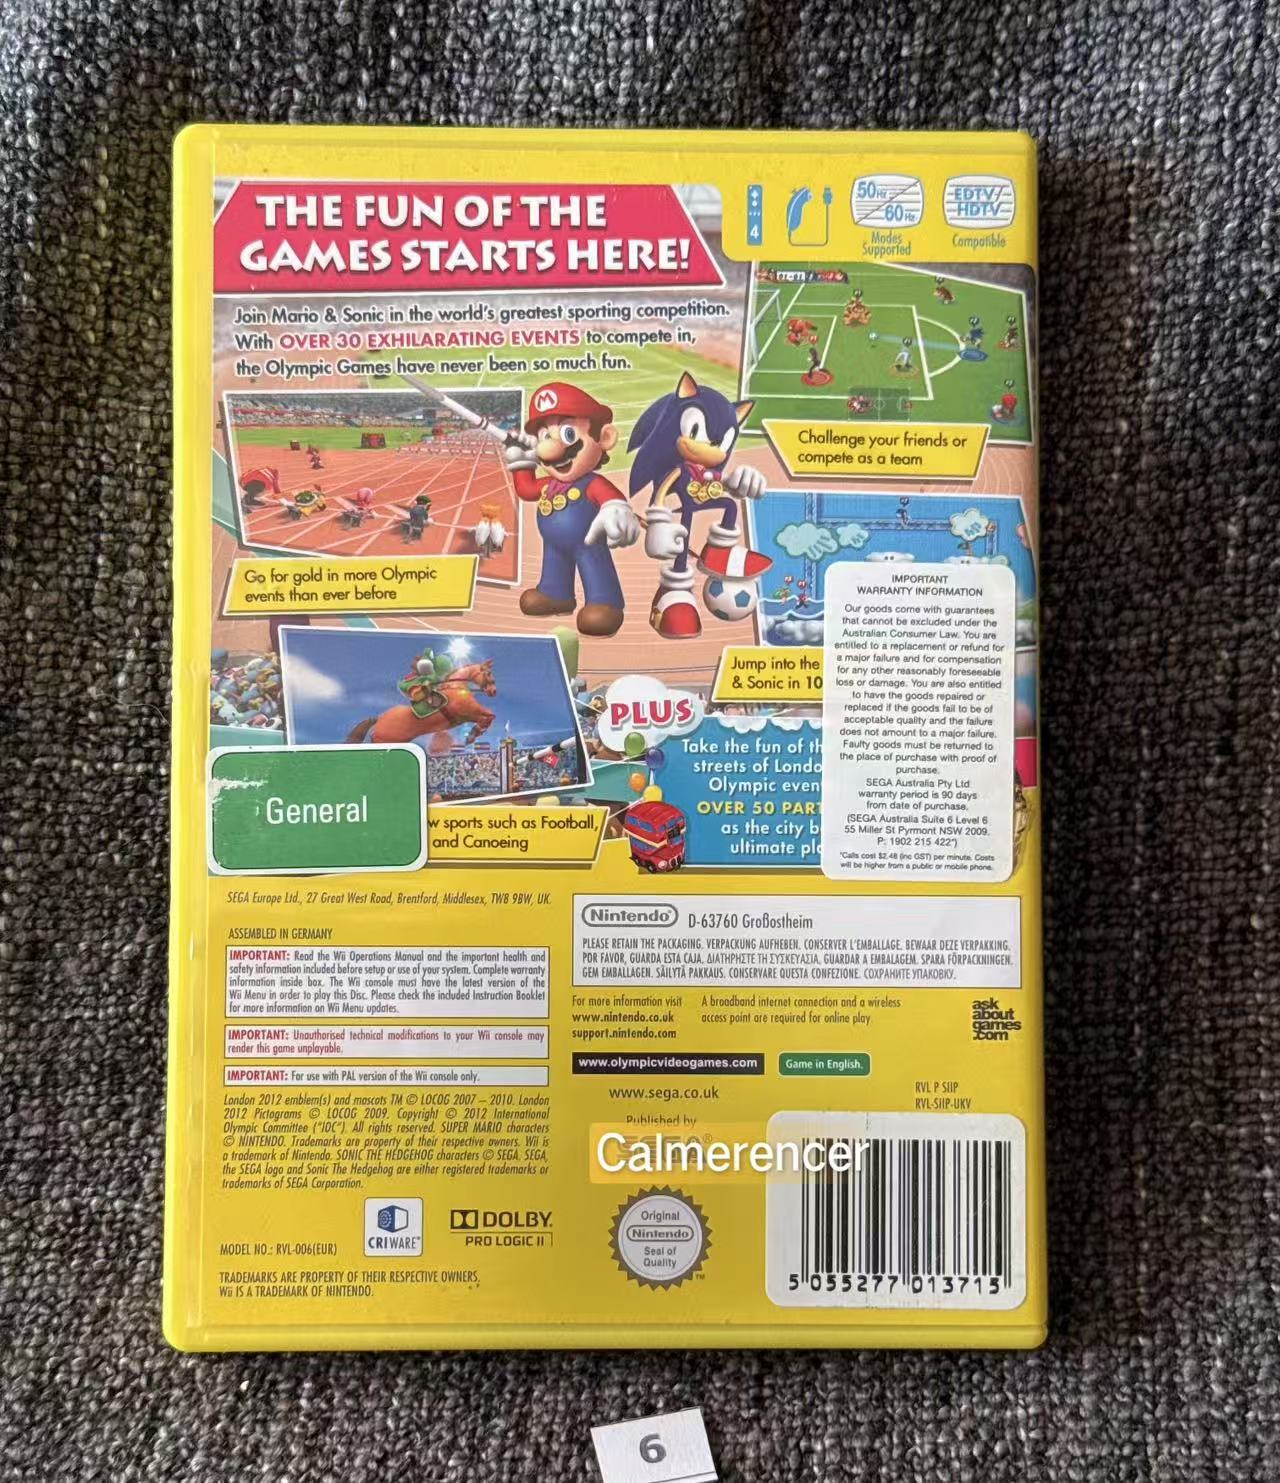 THE FUN OF THE
GAMES STARTS HERE!
4
50Hz
60Hz
Modes
Supported
EDTV/
HDTV
Compatible
Join Mario & Sonic in the world's greatest sporting competition.
With OVER 30 EXHILARATING EVENTS to compete in,
the Olympic Games have never been so much fun.
Challenge your friends or
compete as a team
Go for gold in more Olympic
events than ever before
Jump into the
& Sonic in 10
PLUS
Take the fun of th
streets of Londo
Olympic even
OVER 50 PART
as the city b
ultimate pl
General
w sports such as Football,
and Canoeing
IMPORTANT
WARRANTY INFORMATION
Our goods come with guarantees
that cannot be excluded under the
Australian Consumer Law. You are
entitled to a replacement or refund for
a major failure and for compensation
for any other reasonably foreseeable
loss or damage. You are also entitled
to have the goods repaired or
replaced if the goods fail to be of
acceptable quality and the failure
does not amount to a major failure.
Faulty goods must be returned to
the place of purchase with proof of
purchase.
SEGA Australia Pty Ltd
warranty period is 90 days
from date of purchase.
(SEGA Australia Suite 6 Level 6
55 Miller St Pyrmont NSW 2009.
P: 1902 215 422*)
*Calls cost $2.48 (inc GST) per minute. Costs
will be higher from a public or mobile phone.
SEGA Europe Ltd., 27 Great West Road, Brentford, Middlesex, TW8 9BW, UK.
ASSEMBLED IN GERMANY
IMPORTANT: Read the Wii Operations Manual and the important health and
safety information included before setup or use of your system. Complete warranty
information inside box. The Wii console must have the latest version of the
Wii Menu in order to play this Disc. Please check the included Instruction Booklet
for more information on Wii Menu updates.
IMPORTANT: Unauthorised technical modifications to your Wii console may
render this game unplayable.
IMPORTANT: For use with PAL version of the Wii console only.
London 2012 emblem(s) and mascots TM © LOCOG 2007 – 2010. London
2012 Pictograms © LOCOG 2009. Copyright © 2012 International
Olympic Committee ("IOC"). All rights reserved. SUPER MARIO characters
© NINTENDO. Trademarks are property of their respective owners. Wii is
a trademark of Nintendo. SONIC THE HEDGEHOG characters © SEGA. SEGA,
the SEGA logo and Sonic The Hedgehog are either registered trademarks or
trademarks of SEGA Corporation.
MODEL NO.: RVL-006(EUR)
CRIWARE™
DOLBY.
PRO LOGIC II
TRADEMARKS ARE PROPERTY OF THEIR RESPECTIVE OWNERS.
Wii IS A TRADEMARK OF NINTENDO.
Nintendo D-63760 Großostheim
PLEASE RETAIN THE PACKAGING. VERPACKUNG AUFHEBEN. CONSERVER L'EMBALLAGE. BEWAAR DEZE VERPAKKING.
POR FAVOR, GUARDA ESTA CAJA. ΔΙΑΤΗΡΗΣΤΕ ΤΗ ΣΥΣΚΕΥΑΣΙΑ. GUARDAR A EMBALAGEM. SPARA FÖRPACKNINGEN.
GEM EMBALLAGEN. SÄILYTÄ PAKKAUS. CONSERVARE QUESTA CONFEZIONE. СОХРАНИТЕ УПАКОВКУ.
For more information visit
www.nintendo.co.uk
support.nintendo.com
A broadband internet connection and a wireless
access point are required for online play.
ask
about
games
.com
www.olympicvideogames.com
Game in English.
www.sega.co.uk
RVL P SIIP
RVL-SIIP-UKV
Published by
Calmerencer
Original
Nintendo
Seal of
Quality
TM
5 055277 013715
6